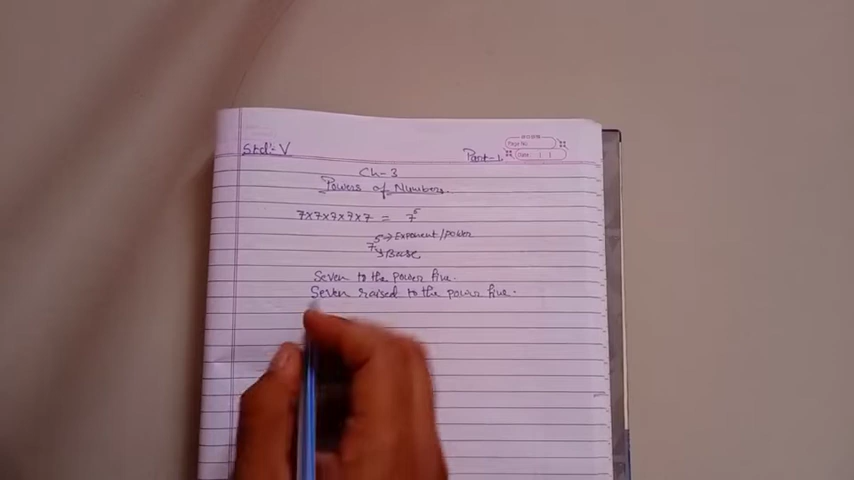 Std:- V
Part-1.
Page No.
Date
Ch-3
Powers of Numbers.
7x7x7x7x7 = 7⁵
7⁵ → Exponent/power
↳ Base
Seven to the power five.
Seven raised to the power five.